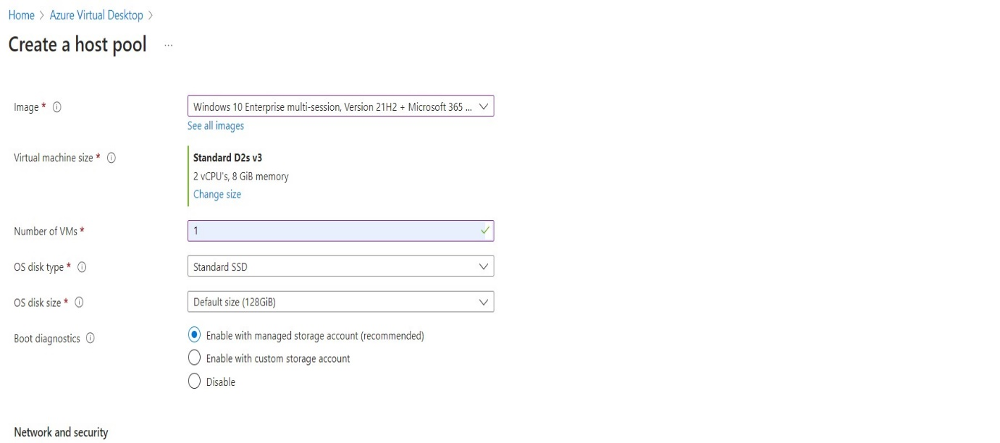 Home > Azure Virtual Desktop >
Create a host pool ...
Image *
Windows 10 Enterprise multi-session, Version 21H2 + Microsoft 365 ...
See all images
Virtual machine size *
Standard D2s v3
2 vCPU's, 8 GiB memory
Change size
Number of VMs *
1
OS disk type *
Standard SSD
OS disk size *
Default size (128GiB)
Boot diagnostics
Enable with managed storage account (recommended)
Enable with custom storage account
Disable
Network and security